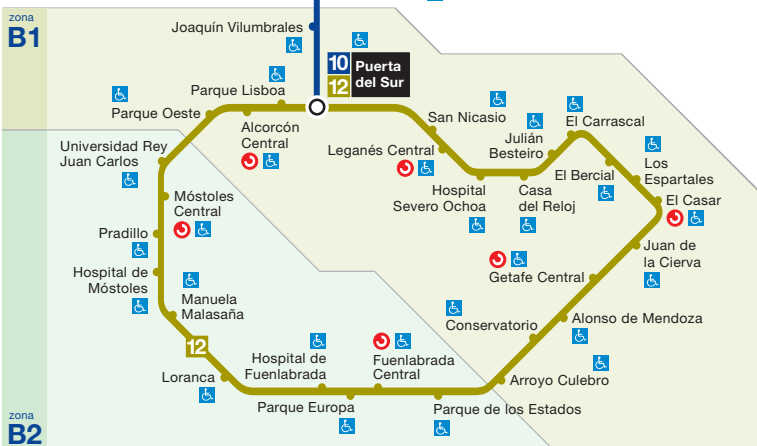 zona
B1
Joaquín Vilumbrales
10
12
Puerta
del Sur
Parque Lisboa
Parque Oeste
Alcorcón
Central
San Nicasio
Leganés Central
Julián
Besteiro
El Carrascal
Hospital
Severo Ochoa
Casa
del Reloj
El Bercial
Los
Espartales
El Casar
Universidad Rey
Juan Carlos
Móstoles
Central
Pradillo
Hospital de
Móstoles
Manuela
Malasaña
12
Loranca
Hospital de
Fuenlabrada
Parque Europa
Fuenlabrada
Central
Parque de los Estados
Arroyo Culebro
Conservatorio
Alonso de Mendoza
Getafe Central
Juan de
la Cierva
zona
B2